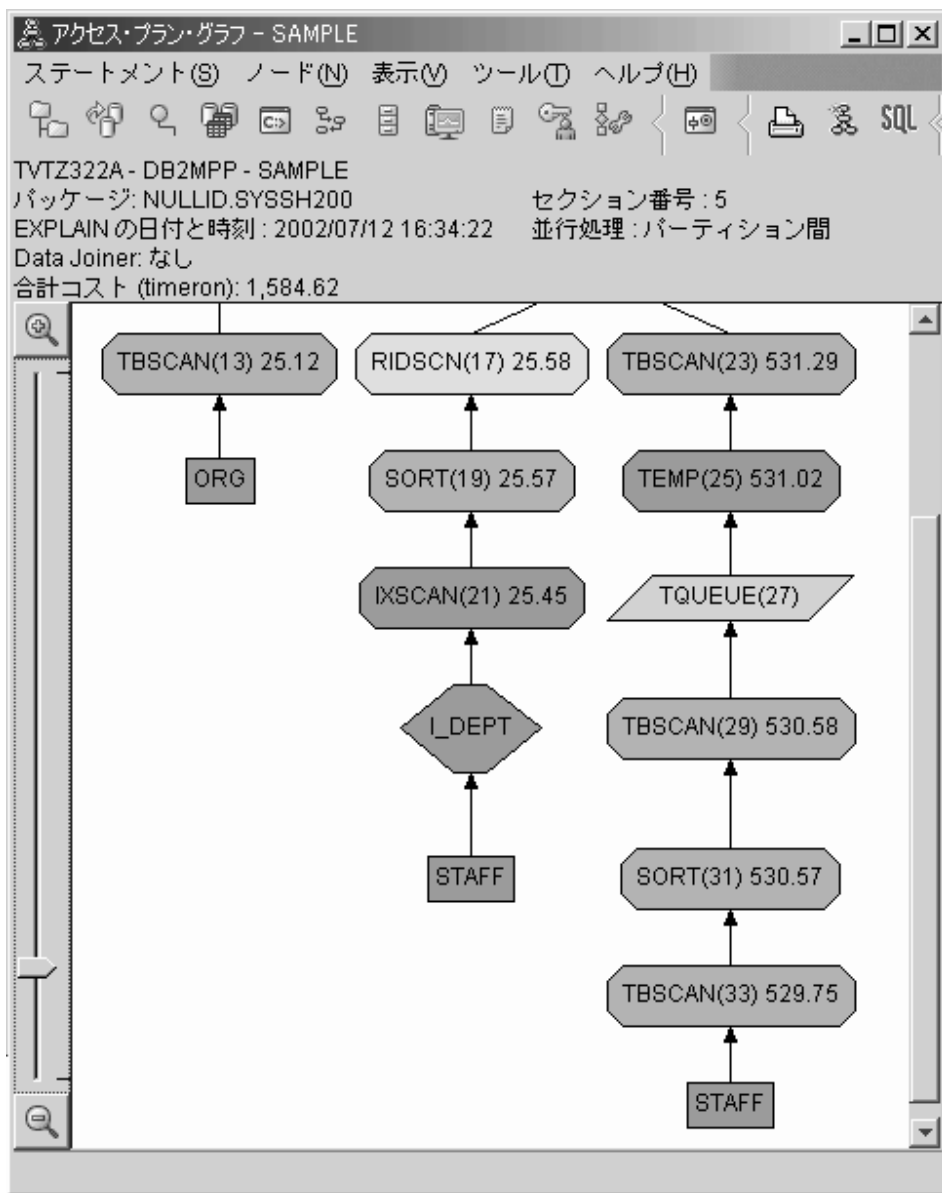 アクセス・プラン・グラフ - SAMPLE
ステートメント(S) ノード(N) 表示(V) ツール(T) ヘルプ(H)
C:>
SQL
TVTZ322A - DB2MPP - SAMPLE
パッケージ: NULLID.SYSSH200 セクション番号 : 5
EXPLAIN の日付と時刻 : 2002/07/12 16:34:22 並行処理 : パーティション間
Data Joiner: なし
合計コスト (timeron): 1,584.62
TBSCAN(13) 25.12 RIDSCN(17) 25.58 TBSCAN(23) 531.29
ORG SORT(19) 25.57 TEMP(25) 531.02
IXSCAN(21) 25.45 TQUEUE(27)
I_DEPT TBSCAN(29) 530.58
STAFF SORT(31) 530.57
TBSCAN(33) 529.75
STAFF